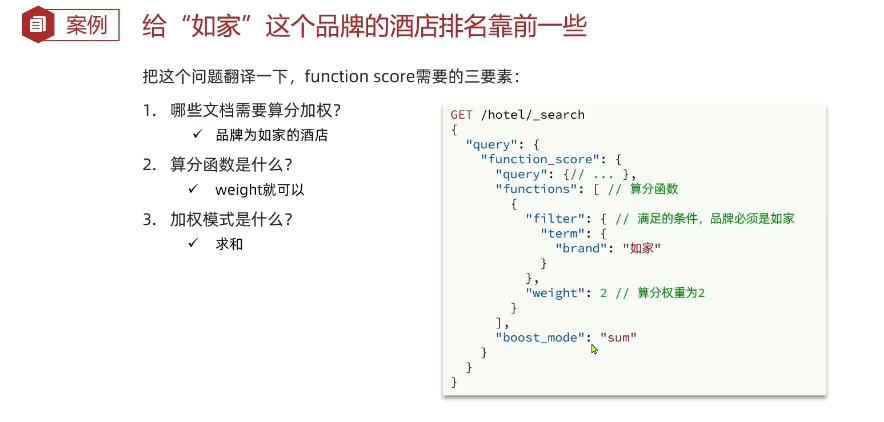 案例
给“如家”这个品牌的酒店排名靠前一些
把这个问题翻译一下，function score需要的三要素：
1. 哪些文档需要算分加权？
✓ 品牌为如家的酒店
2. 算分函数是什么？
✓ weight就可以
3. 加权模式是什么？
✓ 求和
GET /hotel/_search
{
  "query": {
    "function_score": {
      "query": {// ... },
      "functions": [ // 算分函数
        {
          "filter": { // 满足的条件，品牌必须是如家
            "term": {
              "brand": "如家"
            }
          },
          "weight": 2 // 算分权重为2
        }
      ],
      "boost_mode": "sum"
    }
  }
}